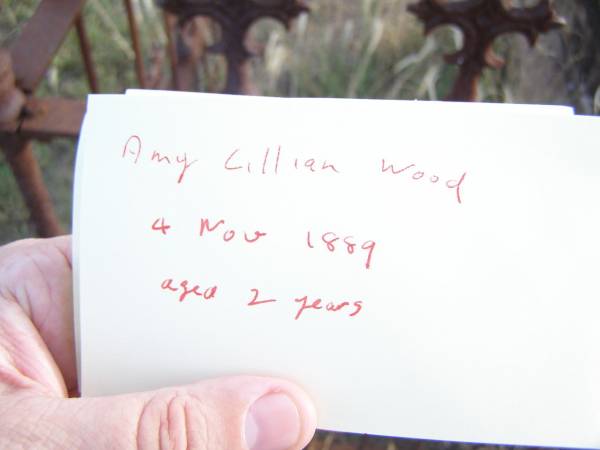 Amy Lillian Wood
4 Nov 1889
aged 2 years